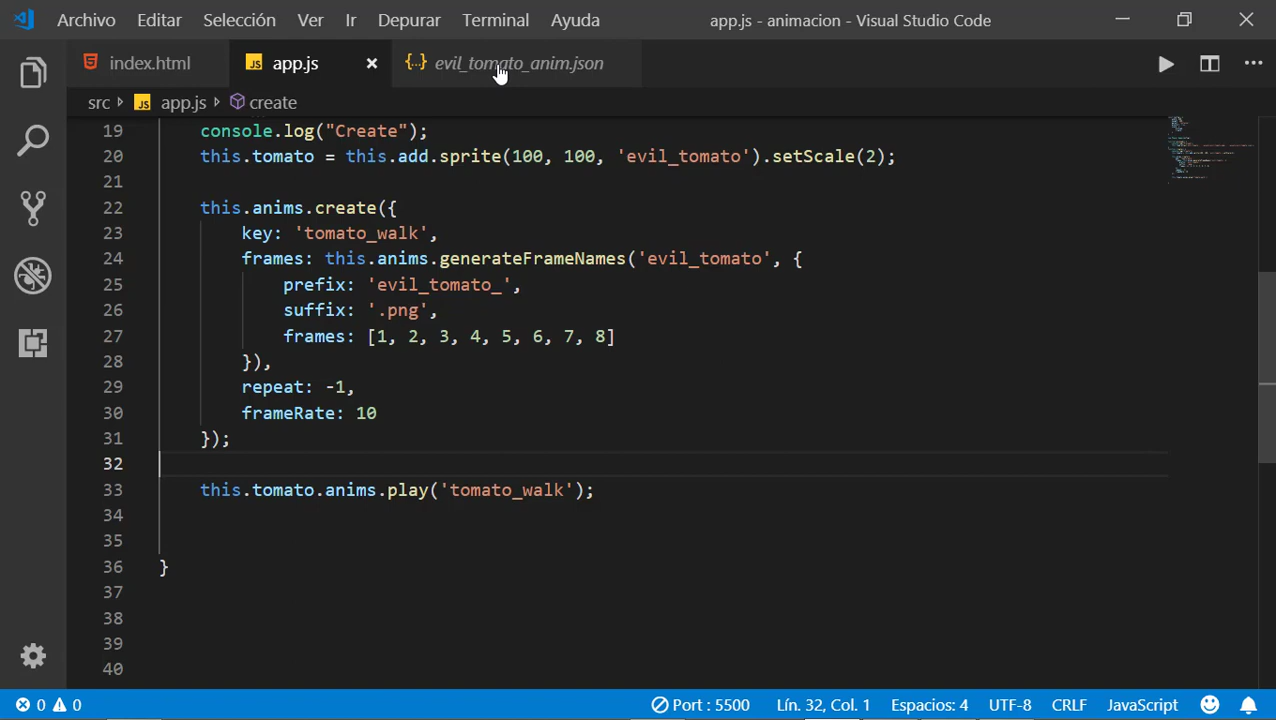 Archivo Editar Selección Ver Ir Depurar Terminal Ayuda app.js - animacion - Visual Studio Code
index.html app.js × {..} evil_tomato_anim.json
src app.js create
19 console.log("Create");
20 this.tomato = this.add.sprite(100, 100, 'evil_tomato').setScale(2);
21
22 this.anims.create({
23 key: 'tomato_walk',
24 frames: this.anims.generateFrameNames('evil_tomato', {
25 prefix: 'evil_tomato_',
26 suffix: '.png',
27 frames: [1, 2, 3, 4, 5, 6, 7, 8]
28 }),
29 repeat: -1,
30 frameRate: 10
31 });
32
33 this.tomato.anims.play('tomato_walk');
34
35
36 }
37
38
39
40
0 0 Port : 5500 Lín. 32, Col. 1 Espacios: 4 UTF-8 CRLF JavaScript